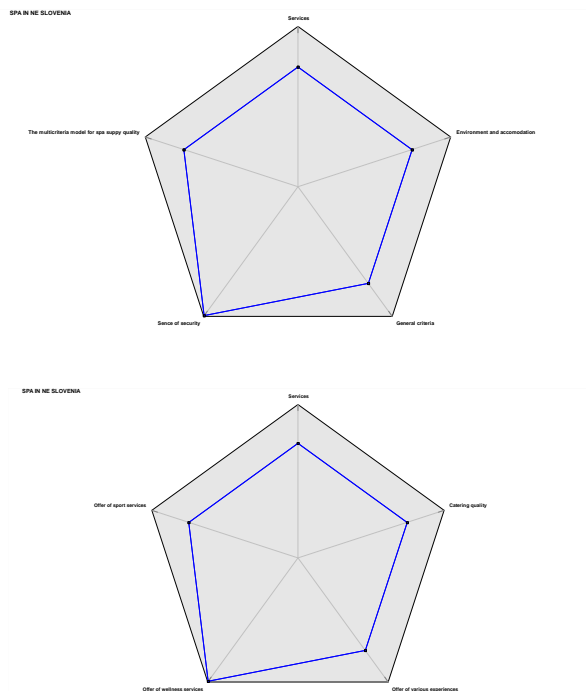 SPA IN NE SLOVENIA
Services
The multicriteria model for spa suppy quality
Environment and accomodation
Sence of security
General criteria
SPA IN NE SLOVENIA
Services
Offer of sport services
Catering quality
Offer of wellness services
Offer of various experiences